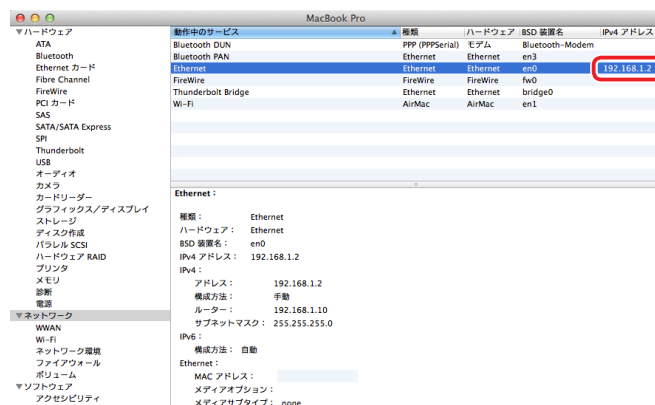 MacBook Pro
▼ハードウェア
ATA
Bluetooth
Ethernet カード
Fibre Channel
FireWire
PCI カード
SAS
SATA/SATA Express
SPI
Thunderbolt
USB
オーディオ
カメラ
カードリーダー
グラフィックス/ディスプレイ
ストレージ
ディスク作成
パラレル SCSI
ハードウェア RAID
プリンタ
メモリ
診断
電源
▼ネットワーク
WWAN
Wi-Fi
ネットワーク環境
ファイアウォール
ボリューム
▼ソフトウェア
アクセシビリティ
動作中のサービス ▲ 種類 ハードウェア BSD 装置名 IPv4 アドレス
Bluetooth DUN PPP (PPPSerial) モデム Bluetooth-Modem
Bluetooth PAN Ethernet Ethernet en3
Ethernet Ethernet Ethernet en0 192.168.1.2
FireWire FireWire FireWire fw0
Thunderbolt Bridge Ethernet Ethernet bridge0
Wi-Fi AirMac AirMac en1
Ethernet：
種類： Ethernet
ハードウェア： Ethernet
BSD 装置名： en0
IPv4 アドレス： 192.168.1.2
IPv4：
アドレス： 192.168.1.2
構成方法： 手動
ルーター： 192.168.1.10
サブネットマスク： 255.255.255.0
IPv6：
構成方法： 自動
Ethernet：
MAC アドレス：
メディアオプション：
メディアサブタイプ： none